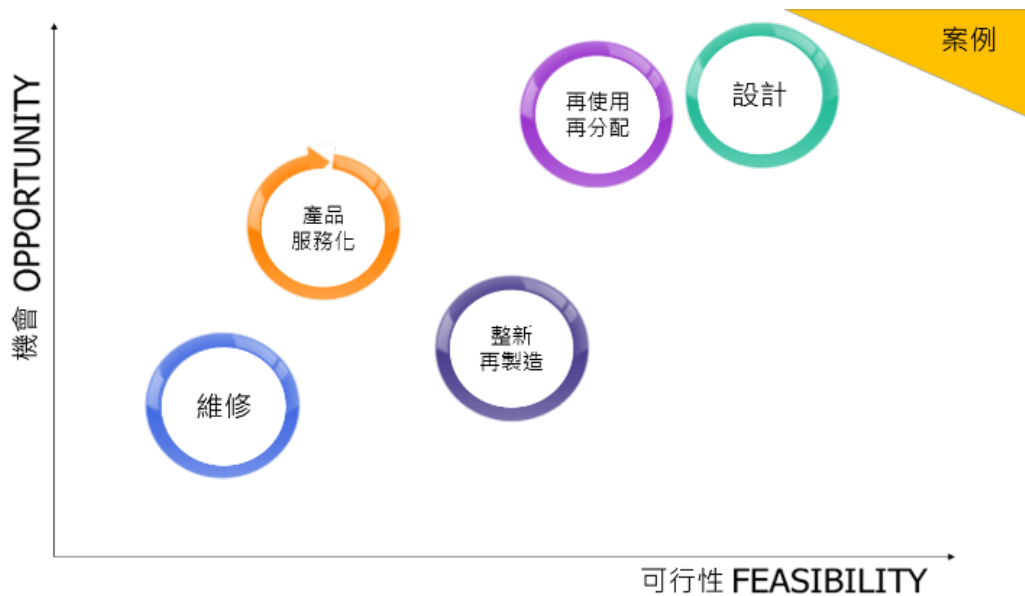 案例
設計
再使用
再分配
產品
服務化
整新
再製造
維修
機會 OPPORTUNITY
可行性 FEASIBILITY